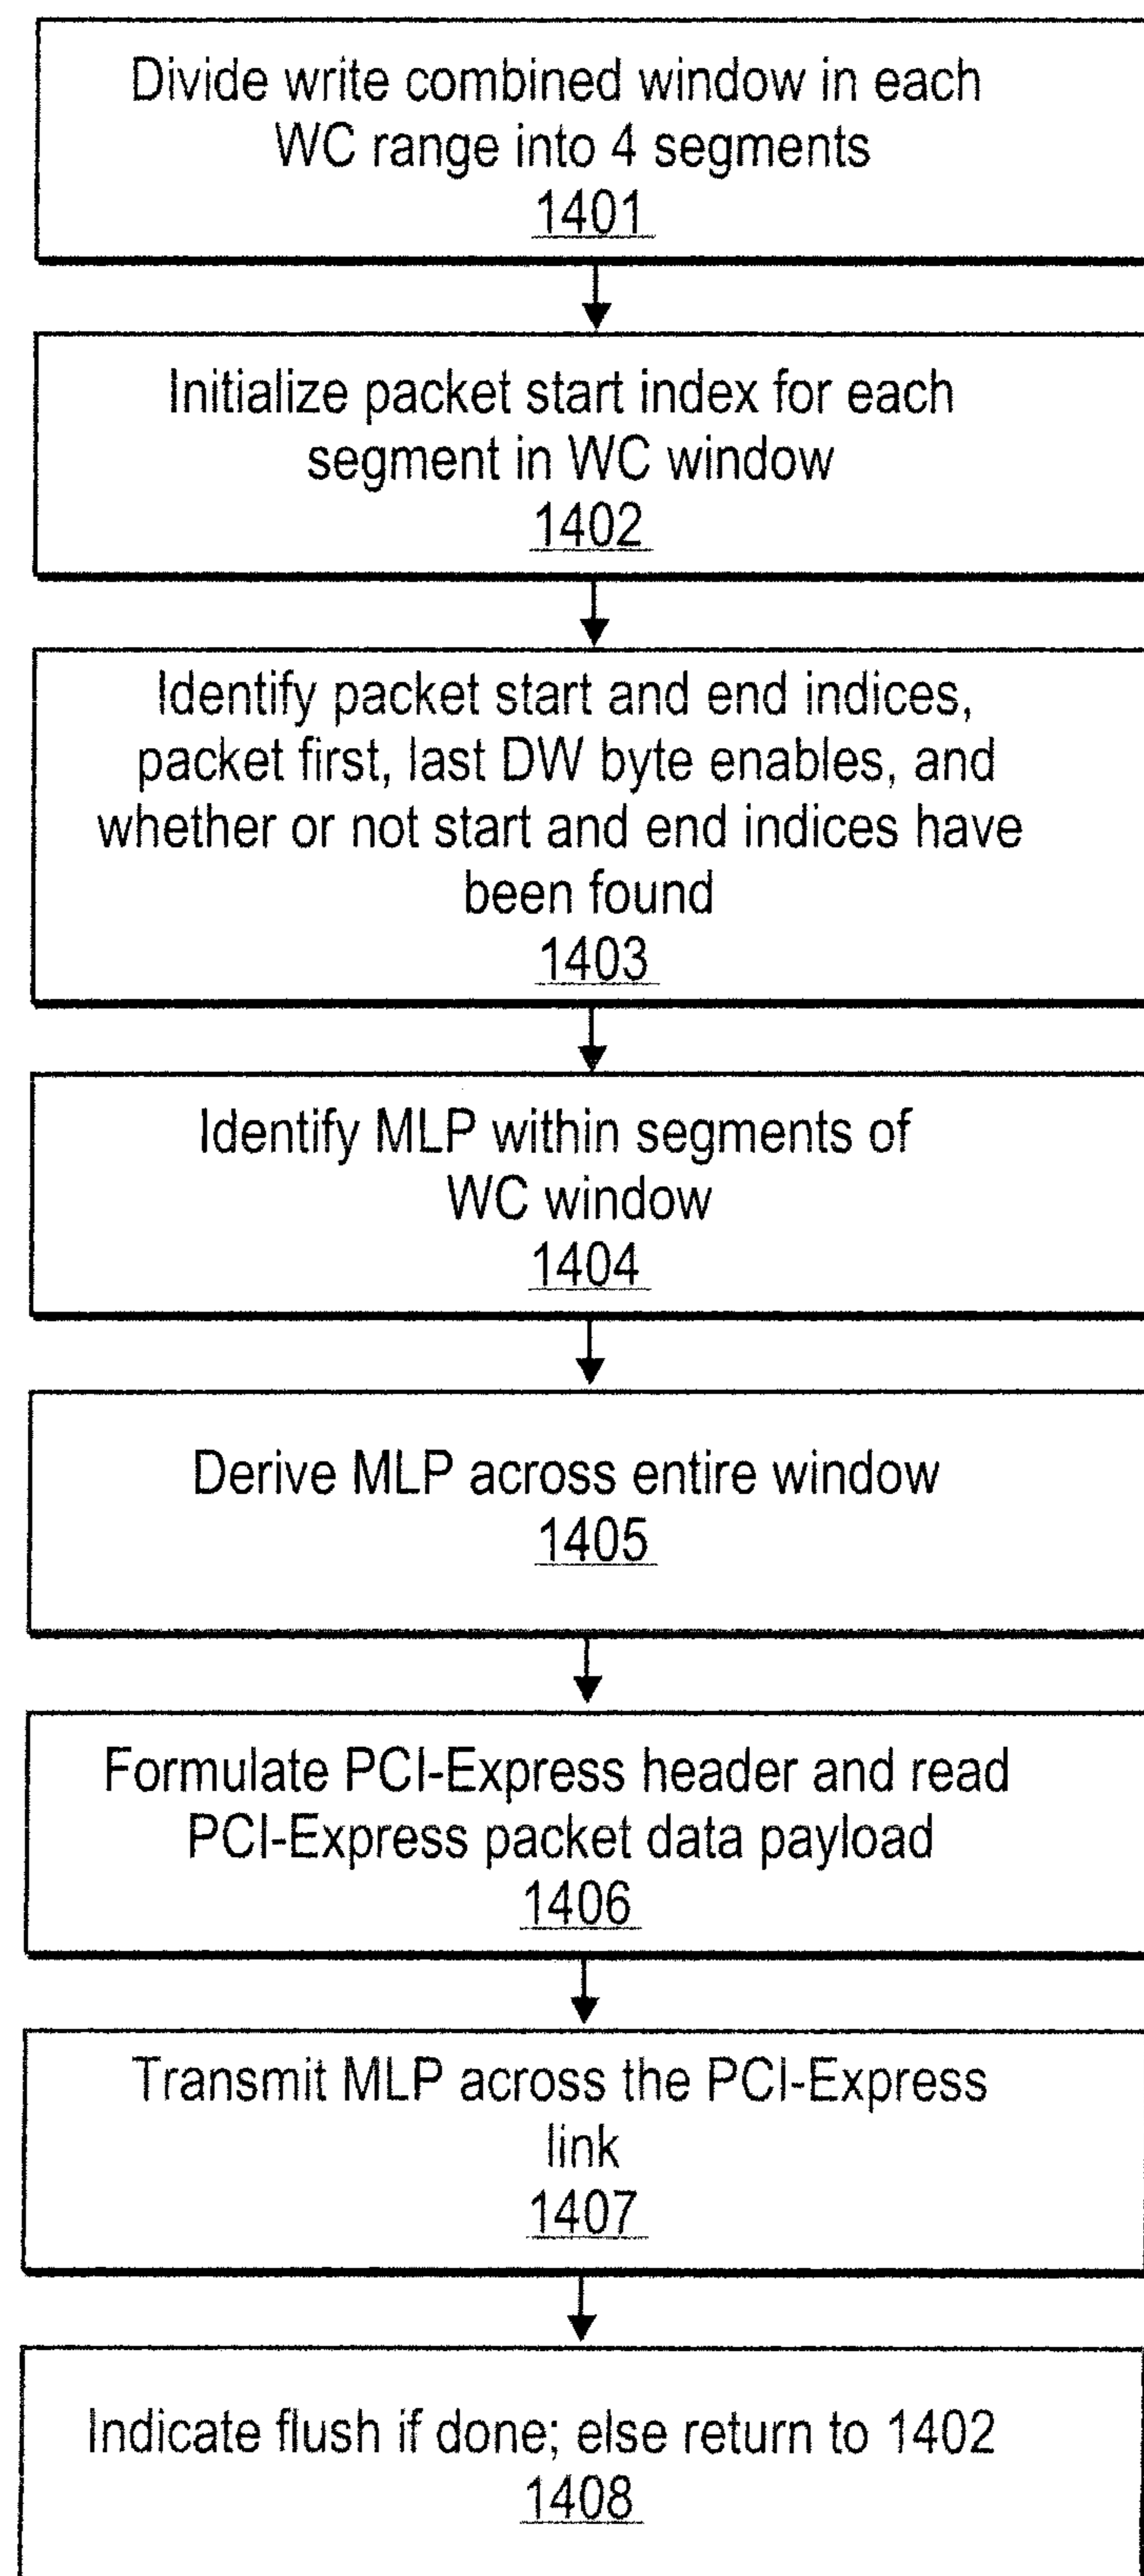 Divide write combined window in each
WC range into 4 segments
1401
Initialize packet start index for each
segment in WC window
1402
Identify packet start and end indices,
packet first, last DW byte enables, and
whether or not start and end indices have
been found
1403
Identify MLP within segments of
WC window
1404
Derive MLP across entire window
1405
Formulate PCI-Express header and read
PCI-Express packet data payload
1406
Transmit MLP across the PCI-Express
link
1407
Indicate flush if done; else return to 1402
1408